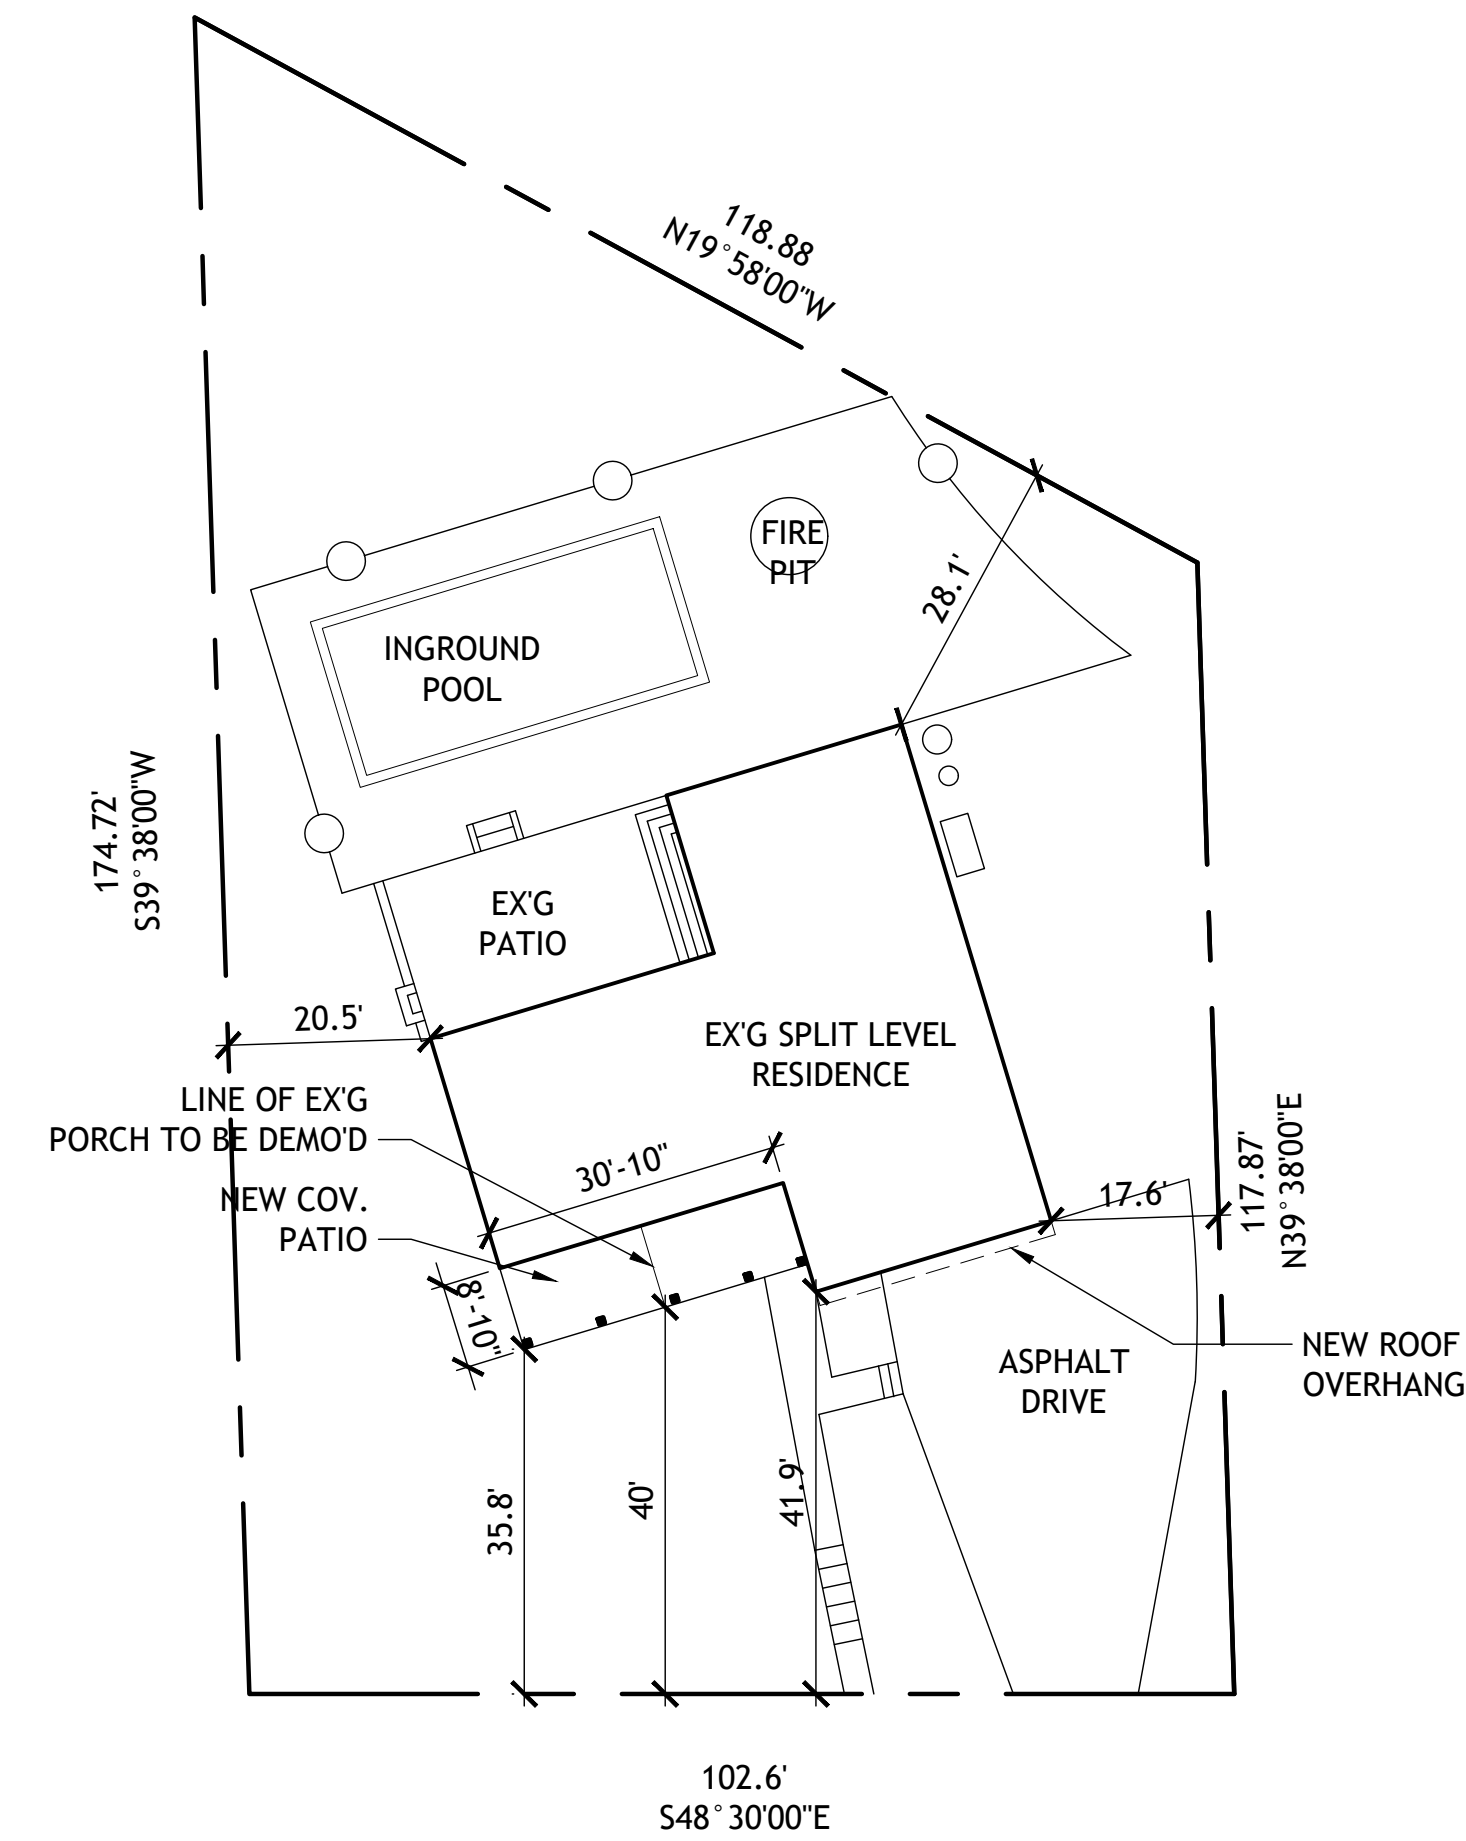 118.88
N19°58'00"W
FIRE
PIT
28.1'
INGROUND
POOL
174.72'
S39°38'00"W
EX'G
PATIO
20.5'
EX'G SPLIT LEVEL
RESIDENCE
LINE OF EX'G
PORCH TO BE DEMO'D
30'-10"
NEW COV.
PATIO
17.6'
117.87'
N39°38'00"E
8'-10"
NEW ROOF
OVERHANG
ASPHALT
DRIVE
35.8'
40'
41.9'
102.6'
S48°30'00"E